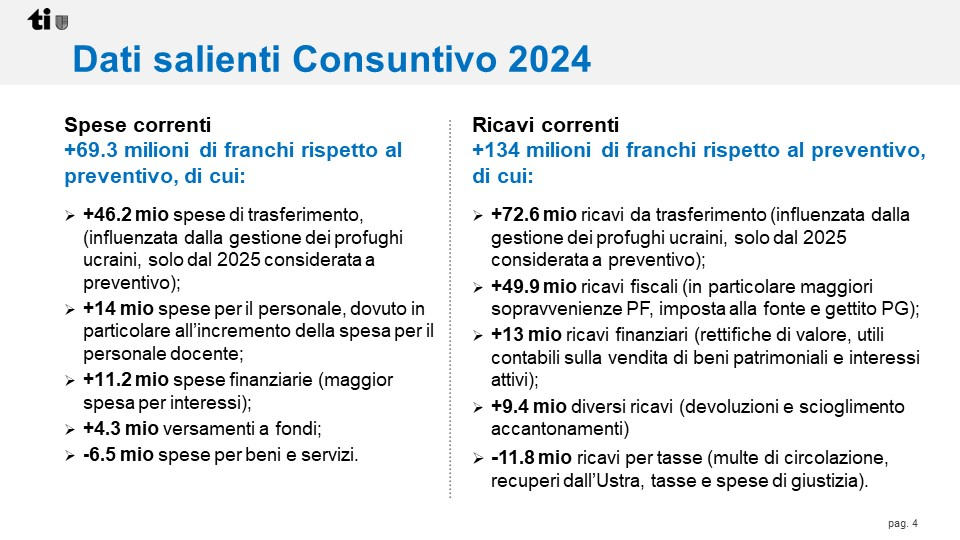 ti
Dati salienti Consuntivo 2024
Spese correnti
+69.3 milioni di franchi rispetto al
preventivo, di cui:
+46.2 mio spese di trasferimento,
(influenzata dalla gestione dei profughi
ucraini, solo dal 2025 considerata a
preventivo);
+14 mio spese per il personale, dovuto in
particolare all’incremento della spesa per il
personale docente;
+11.2 mio spese finanziarie (maggior
spesa per interessi);
+4.3 mio versamenti a fondi;
-6.5 mio spese per beni e servizi.
Ricavi correnti
+134 milioni di franchi rispetto al preventivo,
di cui:
+72.6 mio ricavi da trasferimento (influenzata dalla
gestione dei profughi ucraini, solo dal 2025
considerata a preventivo);
+49.9 mio ricavi fiscali (in particolare maggiori
sopravvenienze PF, imposta alla fonte e gettito PG);
+13 mio ricavi finanziari (rettifiche di valore, utili
contabili sulla vendita di beni patrimoniali e interessi
attivi);
+9.4 mio diversi ricavi (devoluzioni e scioglimento
accantonamenti)
-11.8 mio ricavi per tasse (multe di circolazione,
recuperi dall’Ustra, tasse e spese di giustizia).
pag. 4